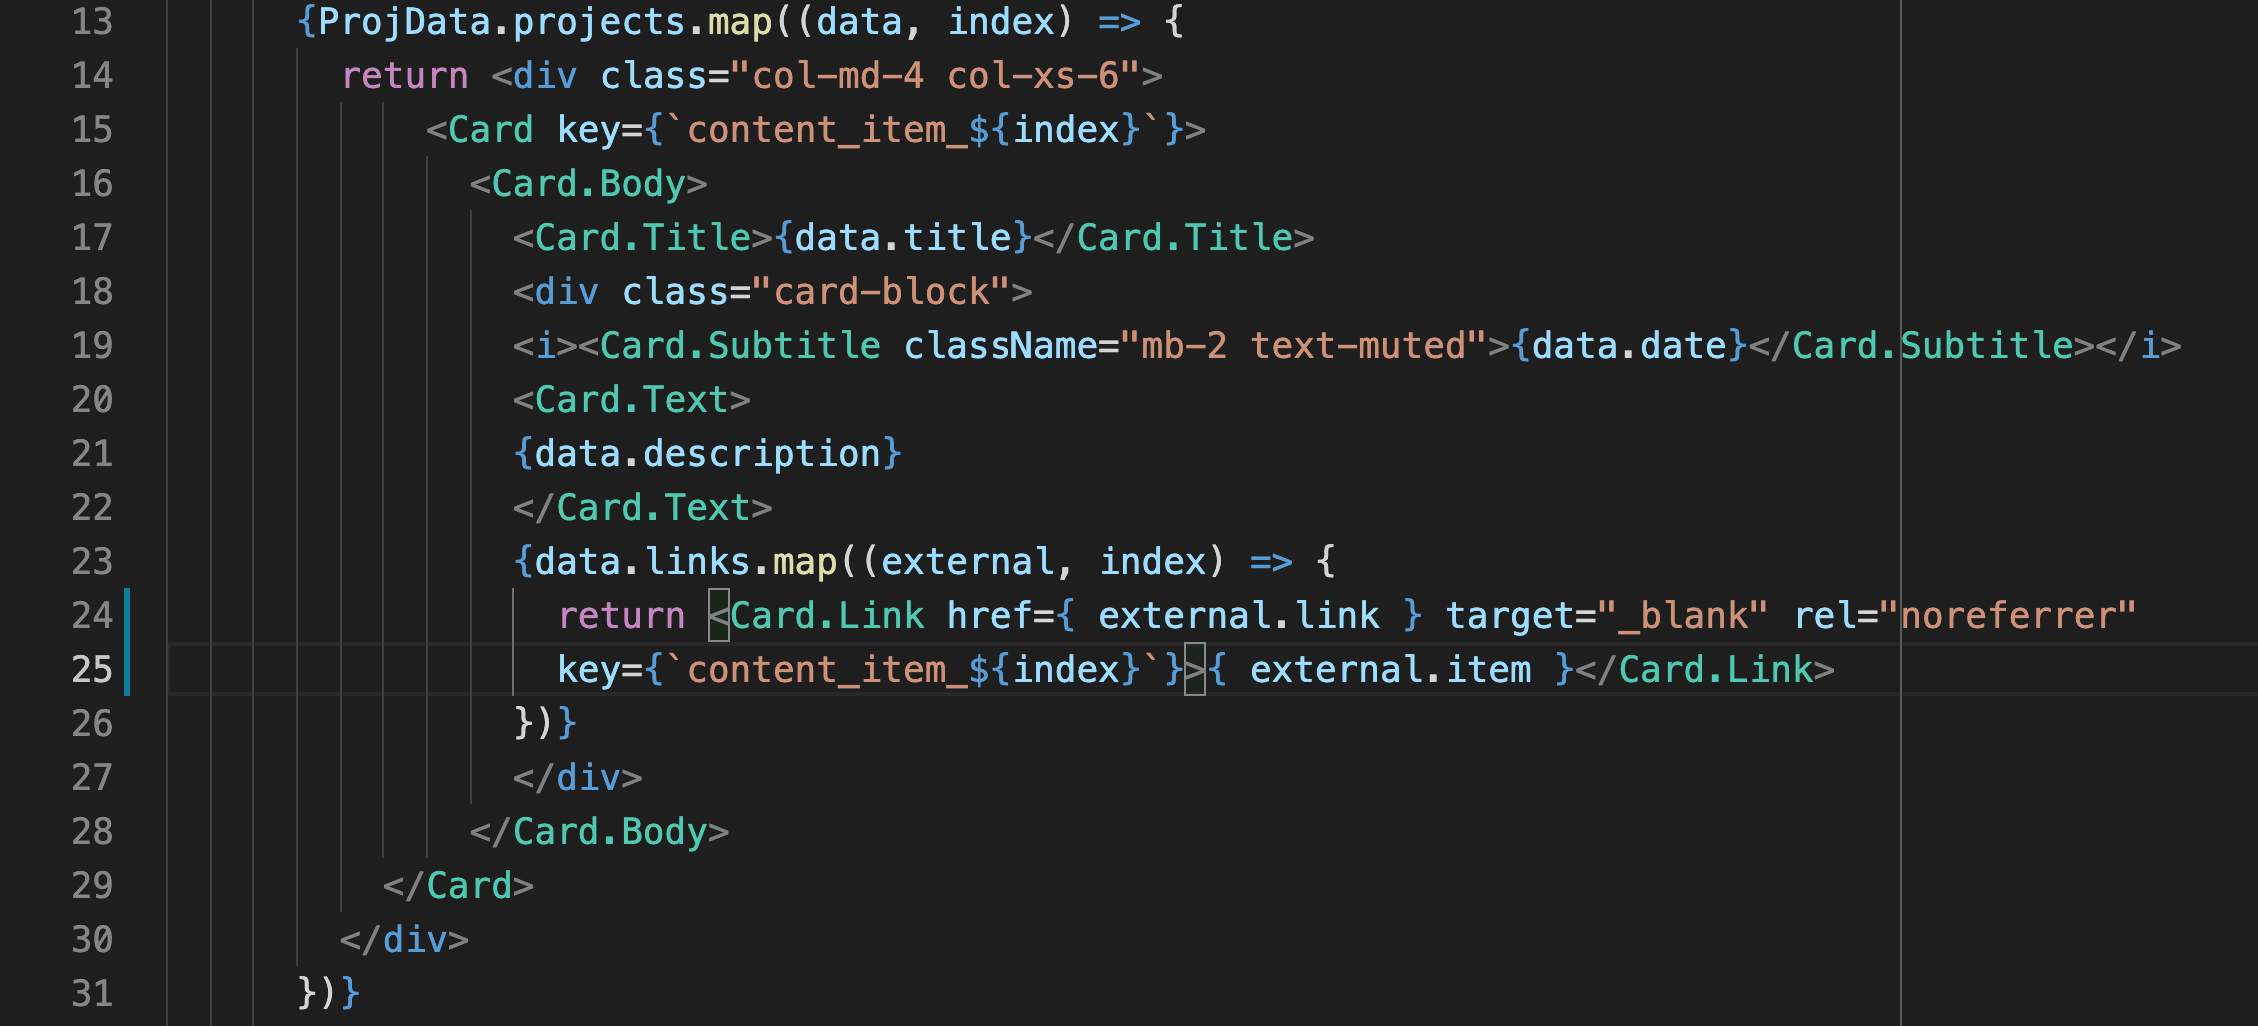 13 {ProjData.projects.map((data, index) => {
14 return <div class="col-md-4 col-xs-6">
15 <Card key={`content_item_${index}`}>
16 <Card.Body>
17 <Card.Title>{data.title}</Card.Title>
18 <div class="card-block">
19 <i><Card.Subtitle className="mb-2 text-muted">{data.date}</Card.Subtitle></i>
20 <Card.Text>
21 {data.description}
22 </Card.Text>
23 {data.links.map((external, index) => {
24 return <Card.Link href={ external.link } target="_blank" rel="noreferrer"
25 key={`content_item_${index}`}>{ external.item }</Card.Link>
26 })}
27 </div>
28 </Card.Body>
29 </Card>
30 </div>
31 })}